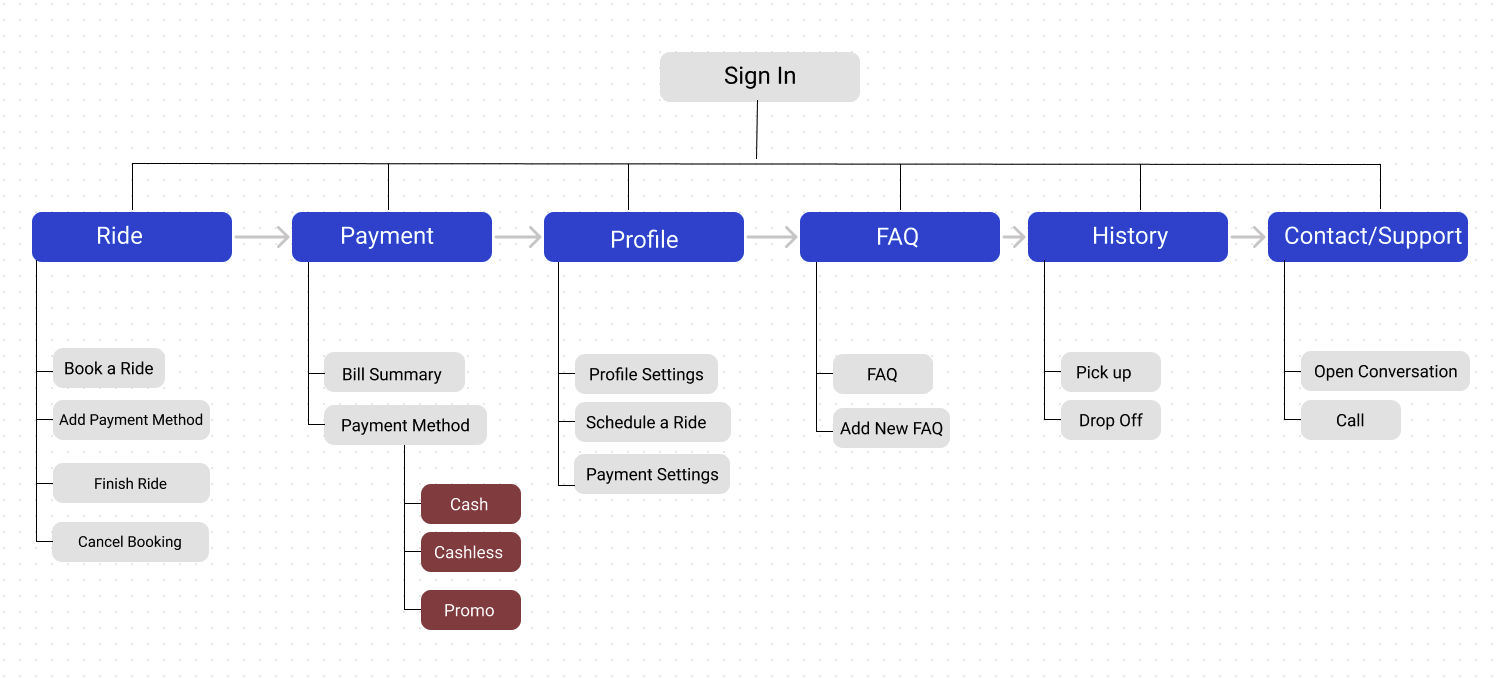 Sign In
Ride
Payment
Profile
FAQ
History
Contact/Support
Book a Ride
Add Payment Method
Finish Ride
Cancel Booking
Bill Summary
Payment Method
Cash
Cashless
Promo
Profile Settings
Schedule a Ride
Payment Settings
FAQ
Add New FAQ
Pick up
Drop Off
Open Conversation
Call